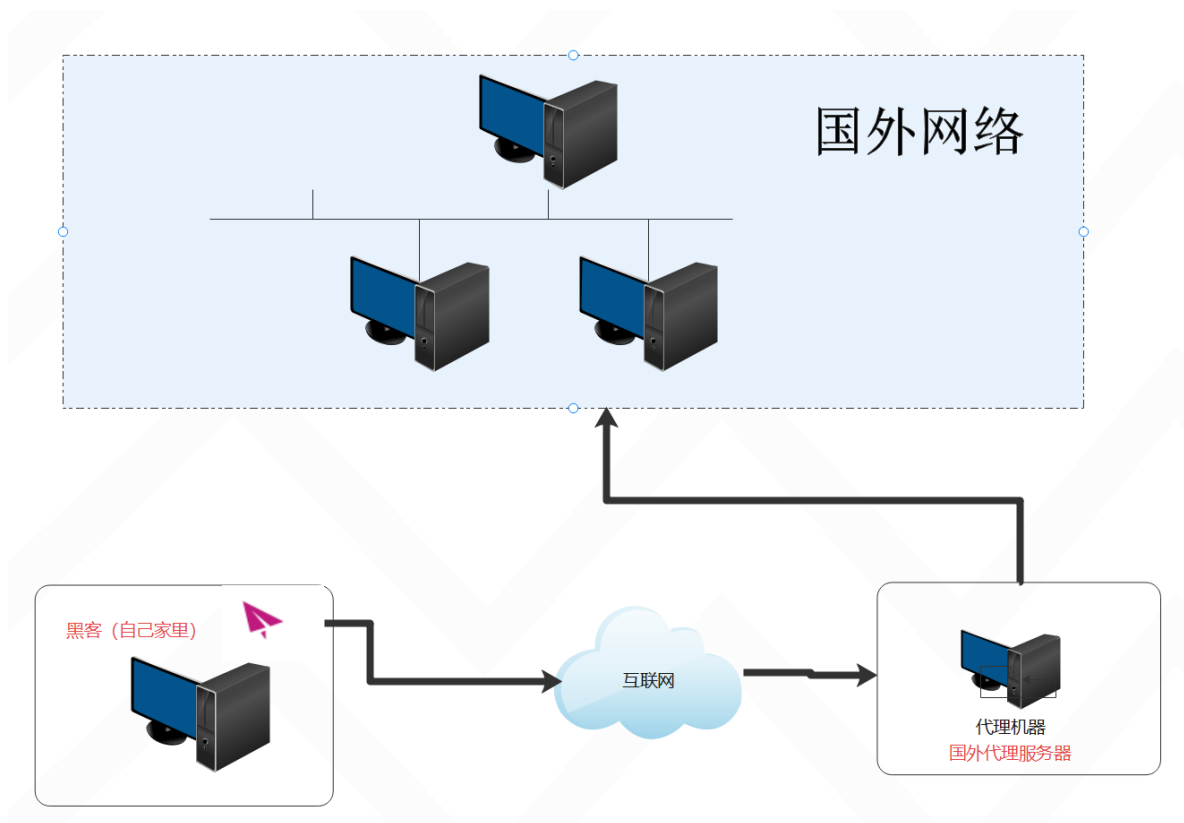 国外网络
黑客（自己家里）
互联网
代理机器
国外代理服务器